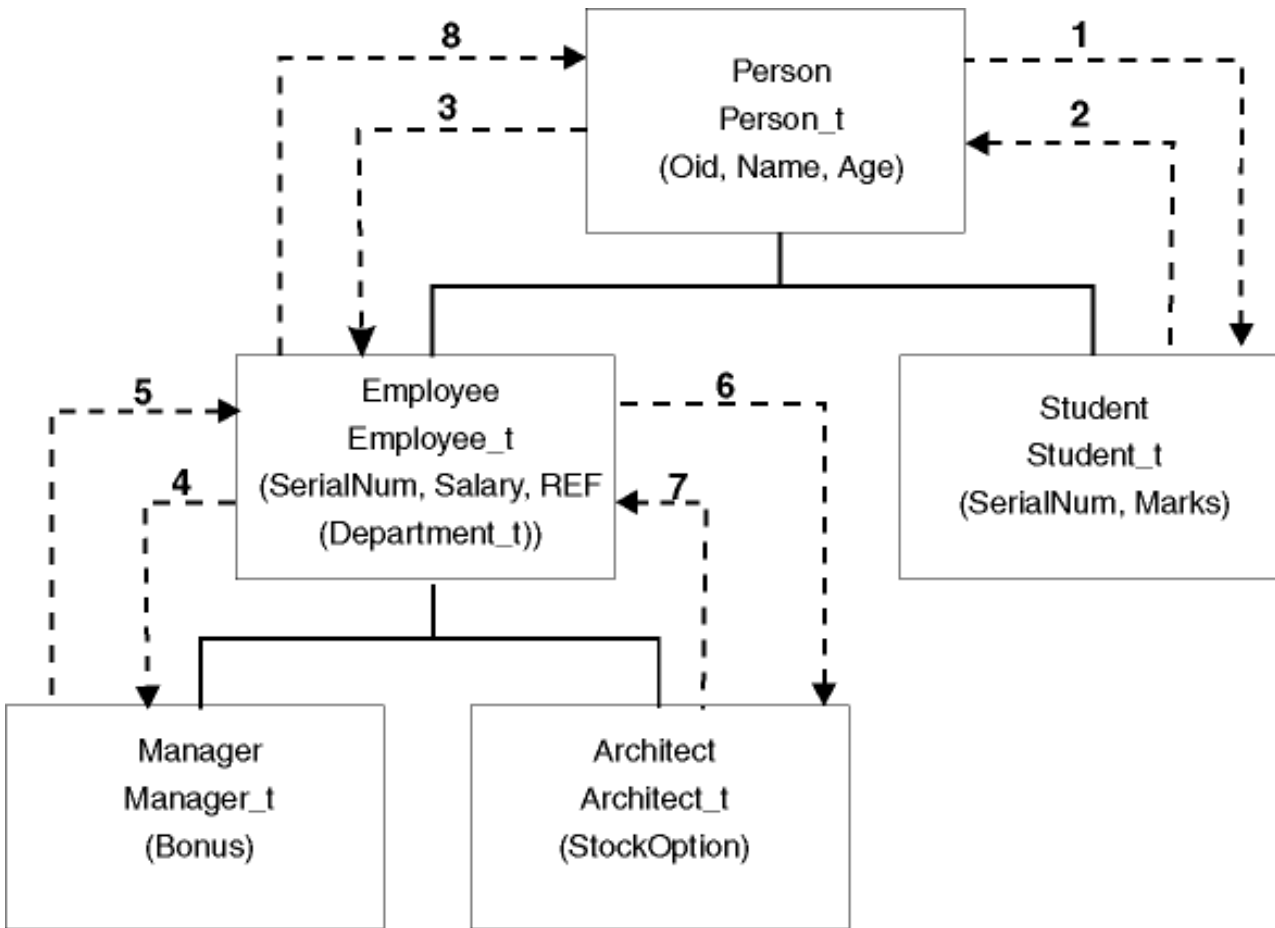 8
1
Person
Person_t
(Oid, Name, Age)
3
2
5
Employee
Employee_t
(SerialNum, Salary, REF
(Department_t))
6
Student
Student_t
(SerialNum, Marks)
4
7
Manager
Manager_t
(Bonus)
Architect
Architect_t
(StockOption)